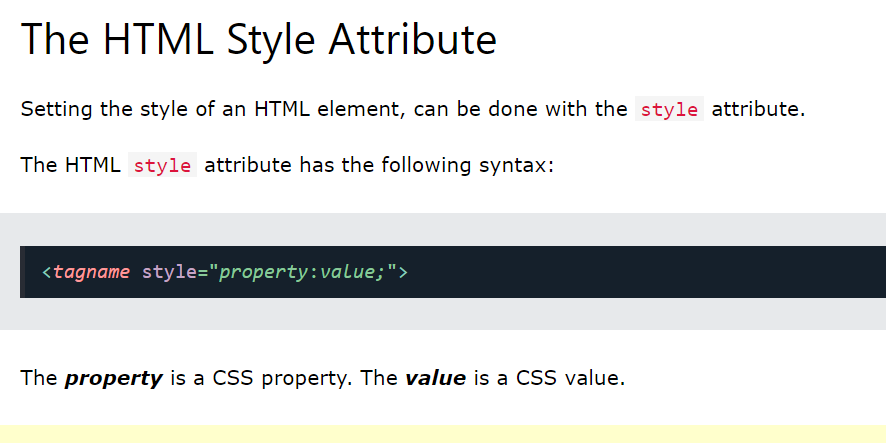 The HTML Style Attribute
Setting the style of an HTML element, can be done with the style attribute.
The HTML style attribute has the following syntax:
<tagname style="property:value;">
The property is a CSS property. The value is a CSS value.